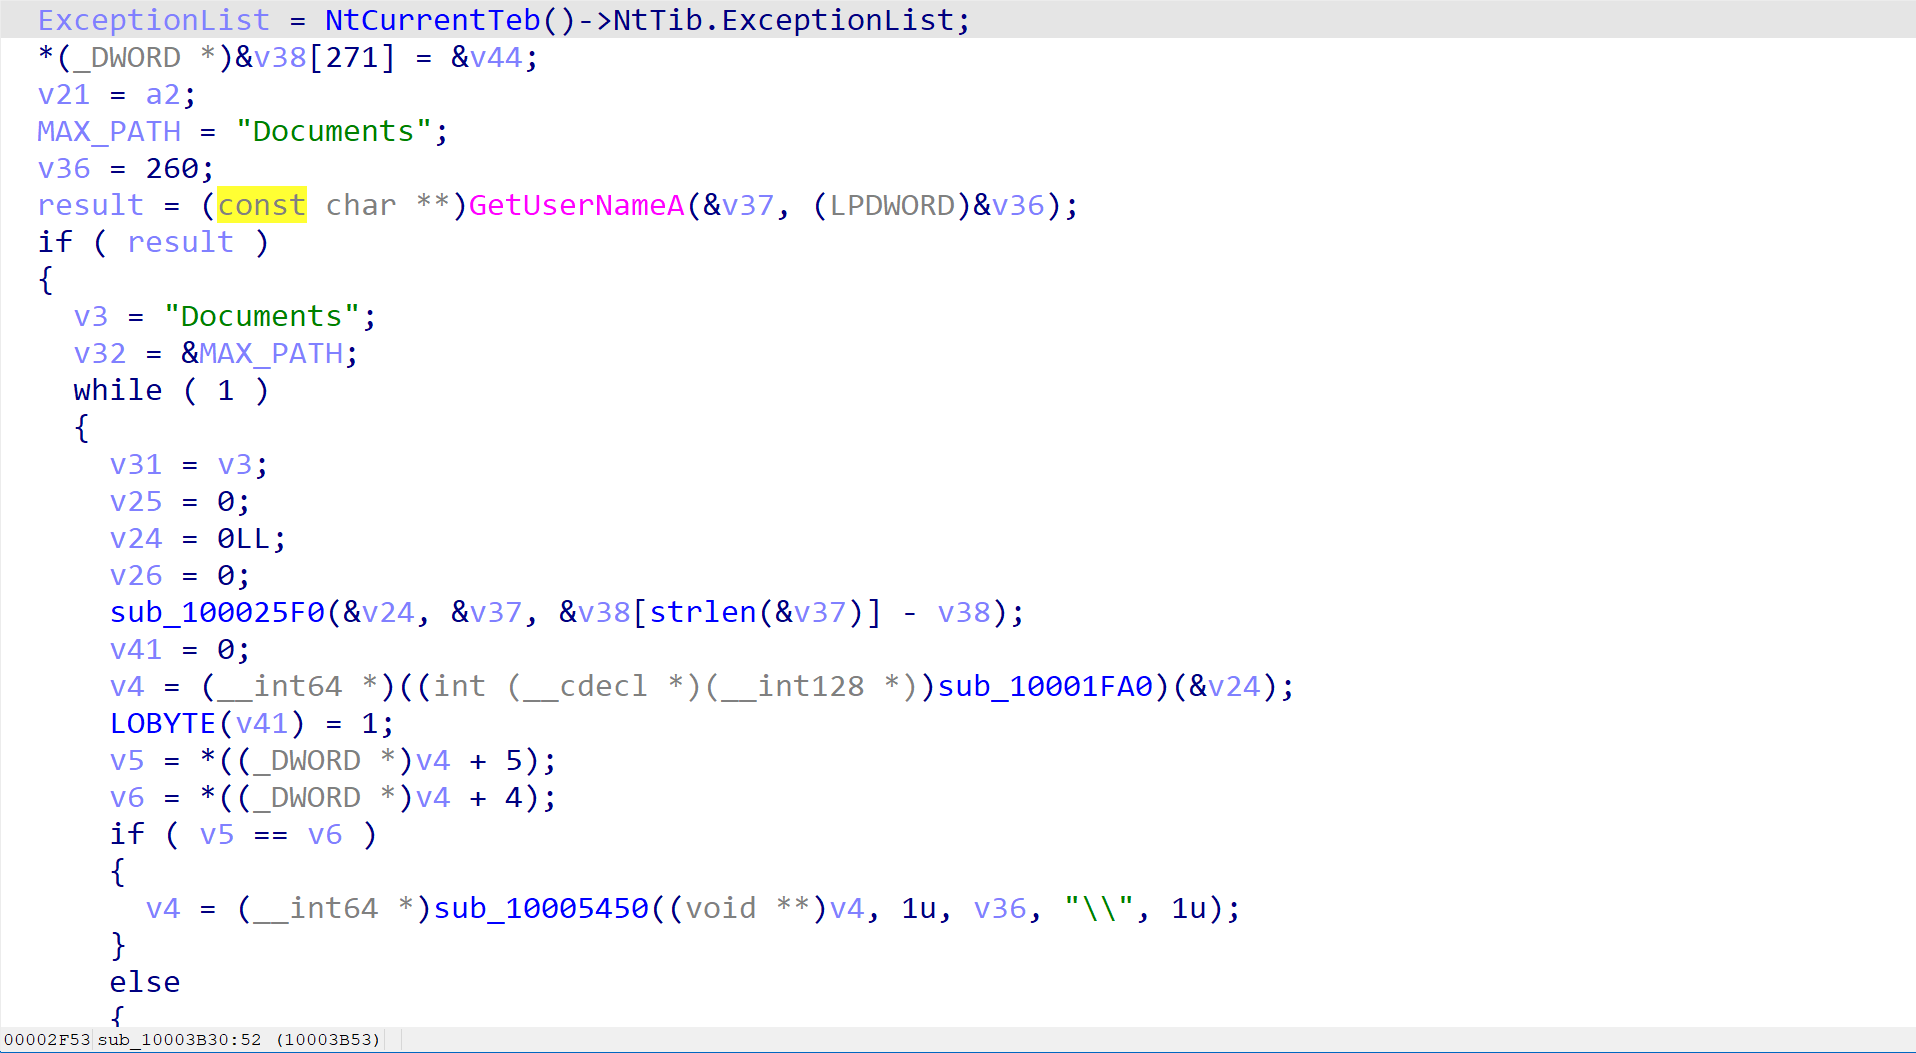 ExceptionList = NtCurrentTeb()->NtTib.ExceptionList;
*(_DWORD *)&v38[271] = &v44;
v21 = a2;
MAX_PATH = "Documents";
v36 = 260;
result = (const char **)GetUserNameA(&v37, (LPDWORD)&v36);
if ( result )
{
v3 = "Documents";
v32 = &MAX_PATH;
while ( 1 )
{
v31 = v3;
v25 = 0;
v24 = 0LL;
v26 = 0;
sub_100025F0(&v24, &v37, &v38[strlen(&v37)] - v38);
v41 = 0;
v4 = (__int64 *)((int (__cdecl *)(__int128 *))sub_10001FA0)(&v24);
LOBYTE(v41) = 1;
v5 = *((_DWORD *)v4 + 5);
v6 = *((_DWORD *)v4 + 4);
if ( v5 == v6 )
{
v4 = (__int64 *)sub_10005450((void **)v4, 1u, v36, "\\", 1u);
}
else
{
00002F53 sub_10003B30:52 (10003B53)